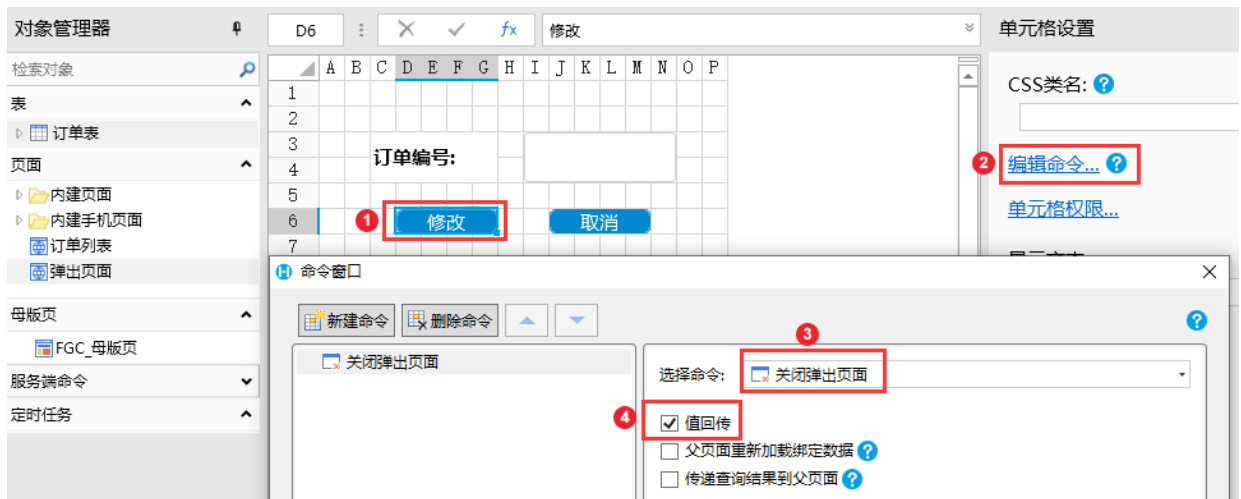 对象管理器
检索对象
表
订单表
页面
内建页面
内建手机页面
订单列表
弹出页面
母版页
FGC_母版页
服务端命令
定时任务
D6
fx
修改
A B C D E F G H I J K L M N O P
1
2
3
4
5
6
7
订单编号:
1
修改
取消
单元格设置
CSS类名:
2
编辑命令...
单元格权限...
命令窗口
新建命令
删除命令
关闭弹出页面
3
选择命令:
关闭弹出页面
4
值回传
父页面重新加载绑定数据
传递查询结果到父页面